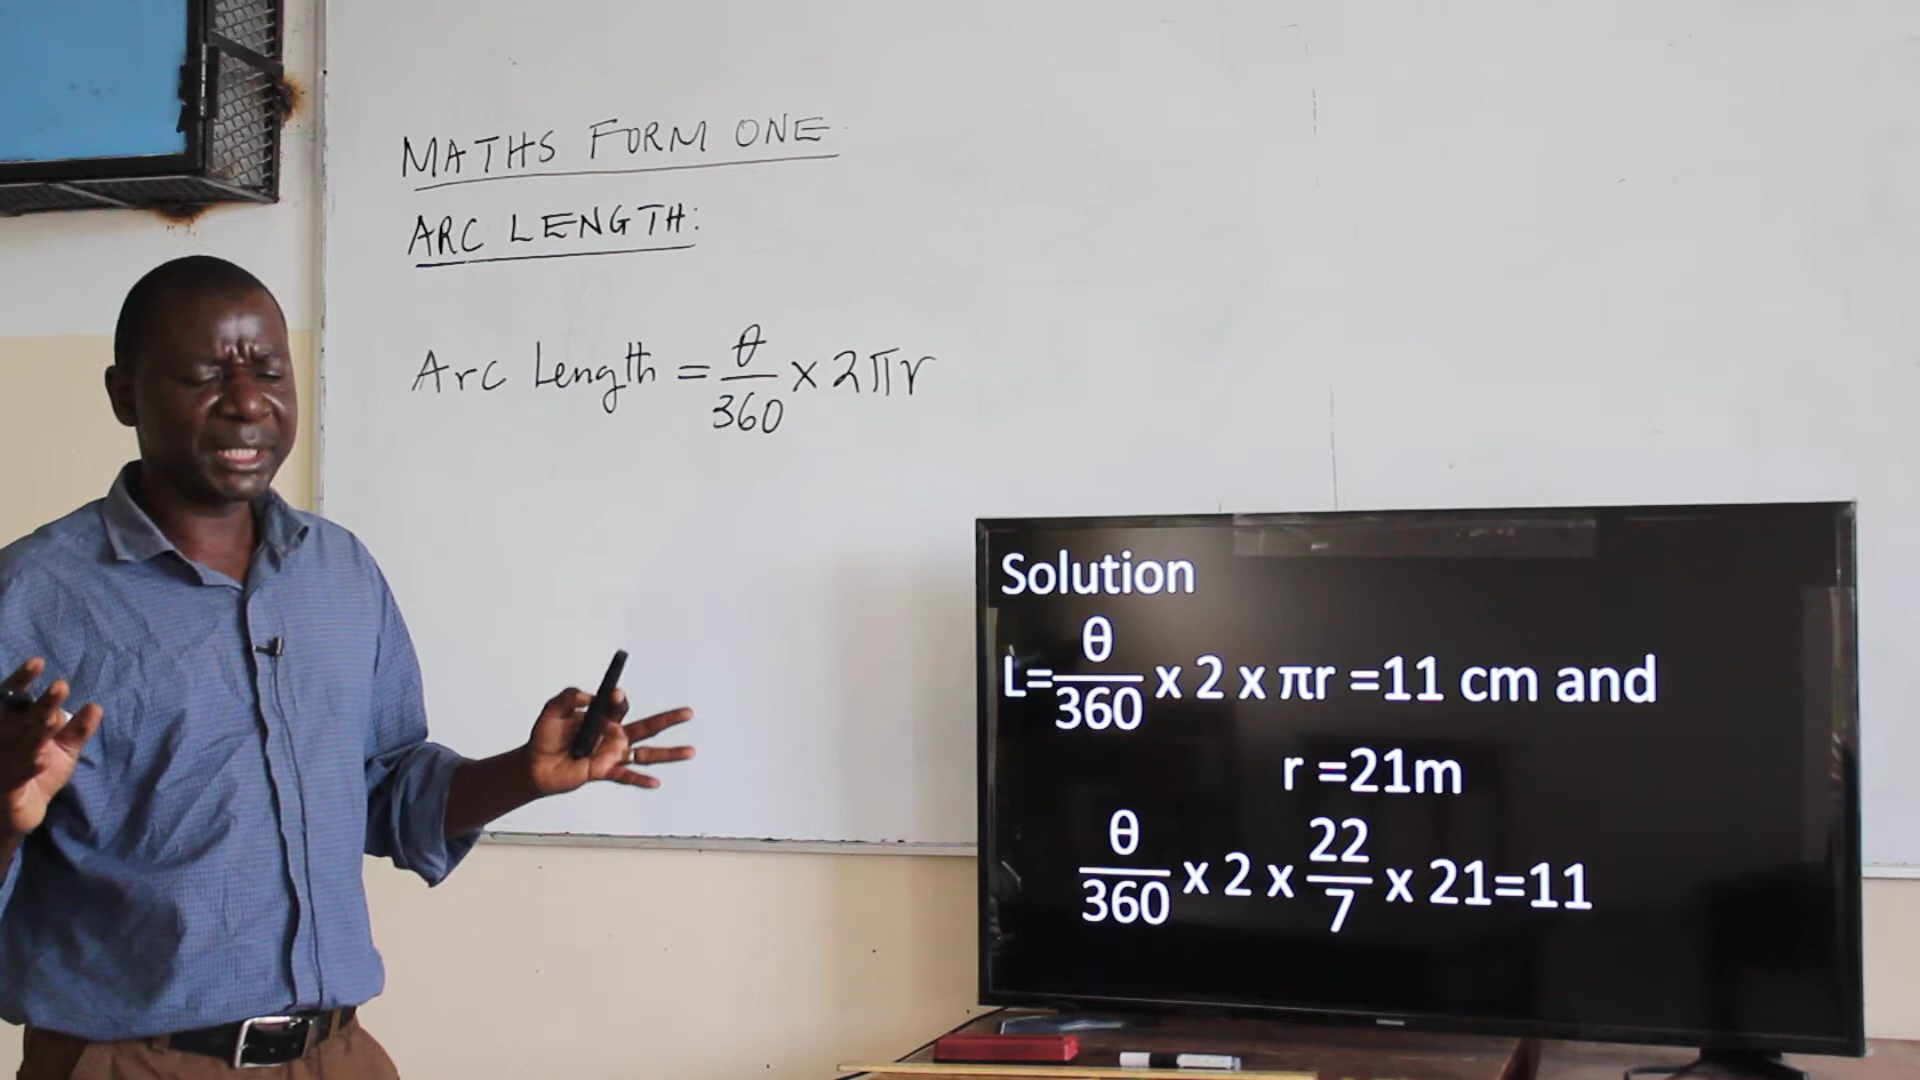 MATHS FORM ONE.
ARC LENGTH:
Arc Length = θ/360 × 2πr
Solution
L=θ/360 x 2 x πr =11 cm and
r =21m
θ/360 x 2 x 22/7 x 21=11